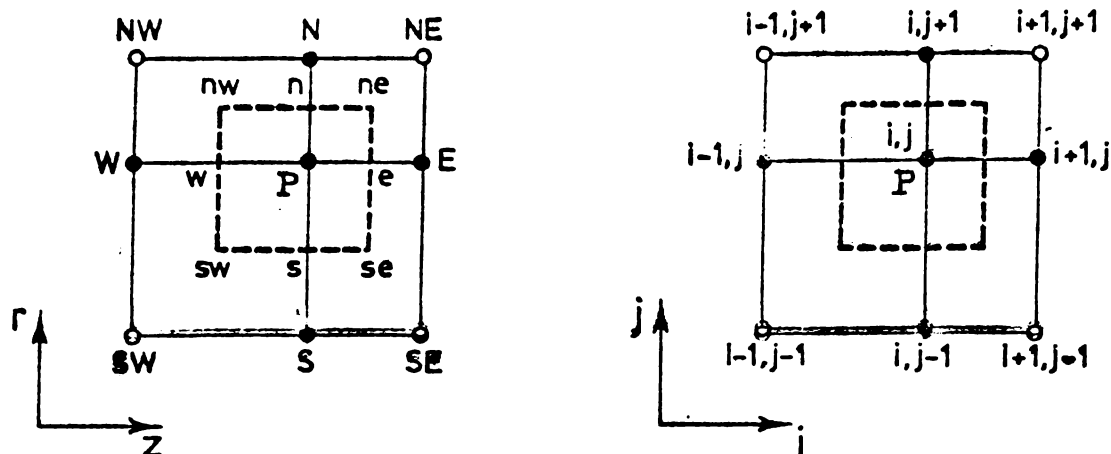 NW N NE
nw n ne
W w P e E
sw s se
SW S SE
r
z
i-1,j+1 i,j+1 i+1,j+1
i-1,j i,j i+1,j
P
i-1,j-1 i,j-1 i+1,j-1
j
i